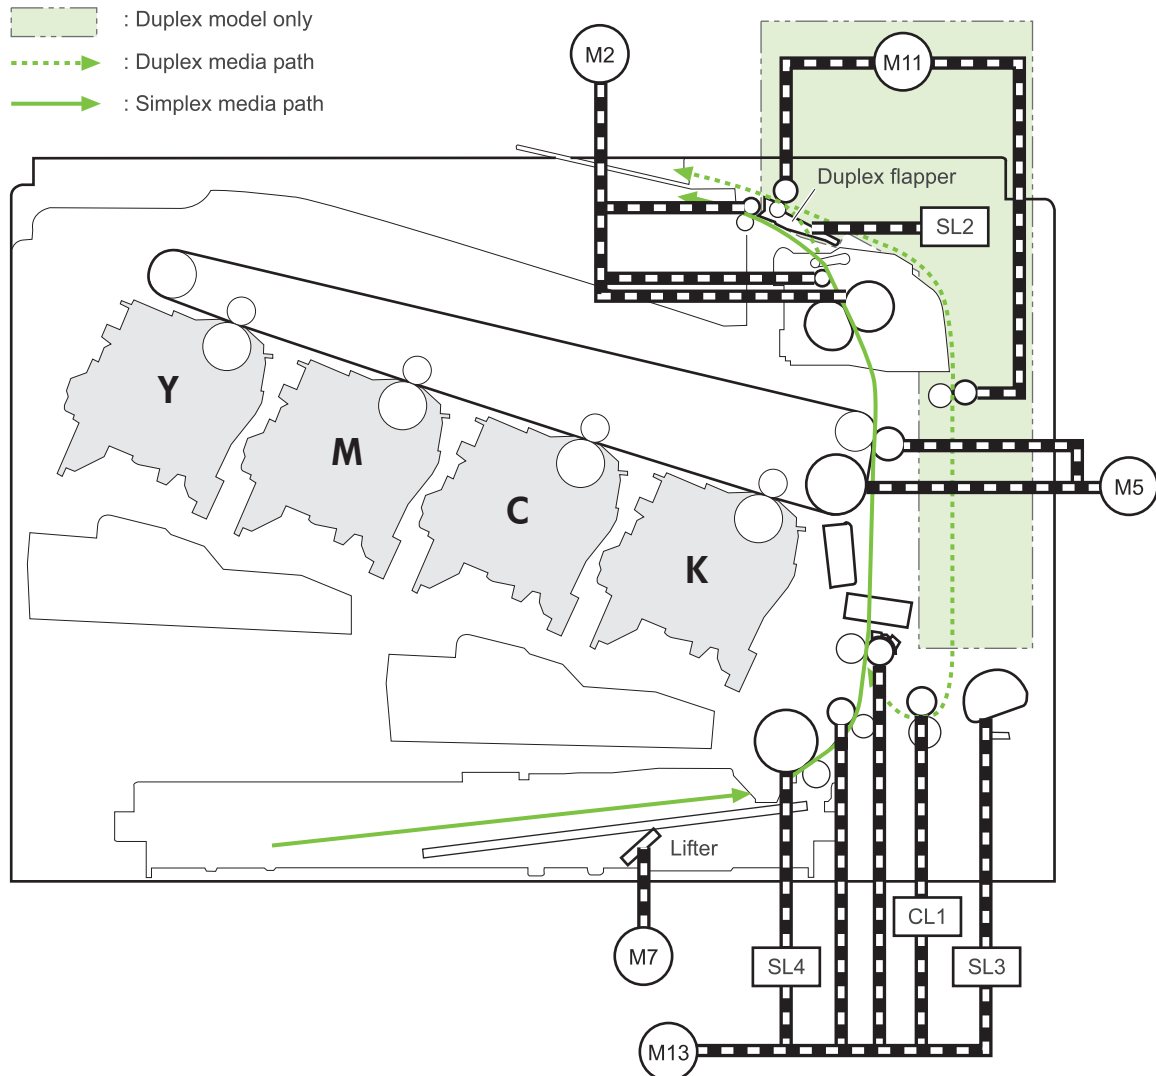 : Duplex model only
: Duplex media path
: Simplex media path
M2
M11
Duplex flapper
SL2
Y
M
C
K
M5
Lifter
CL1
M7
SL4
SL3
M13